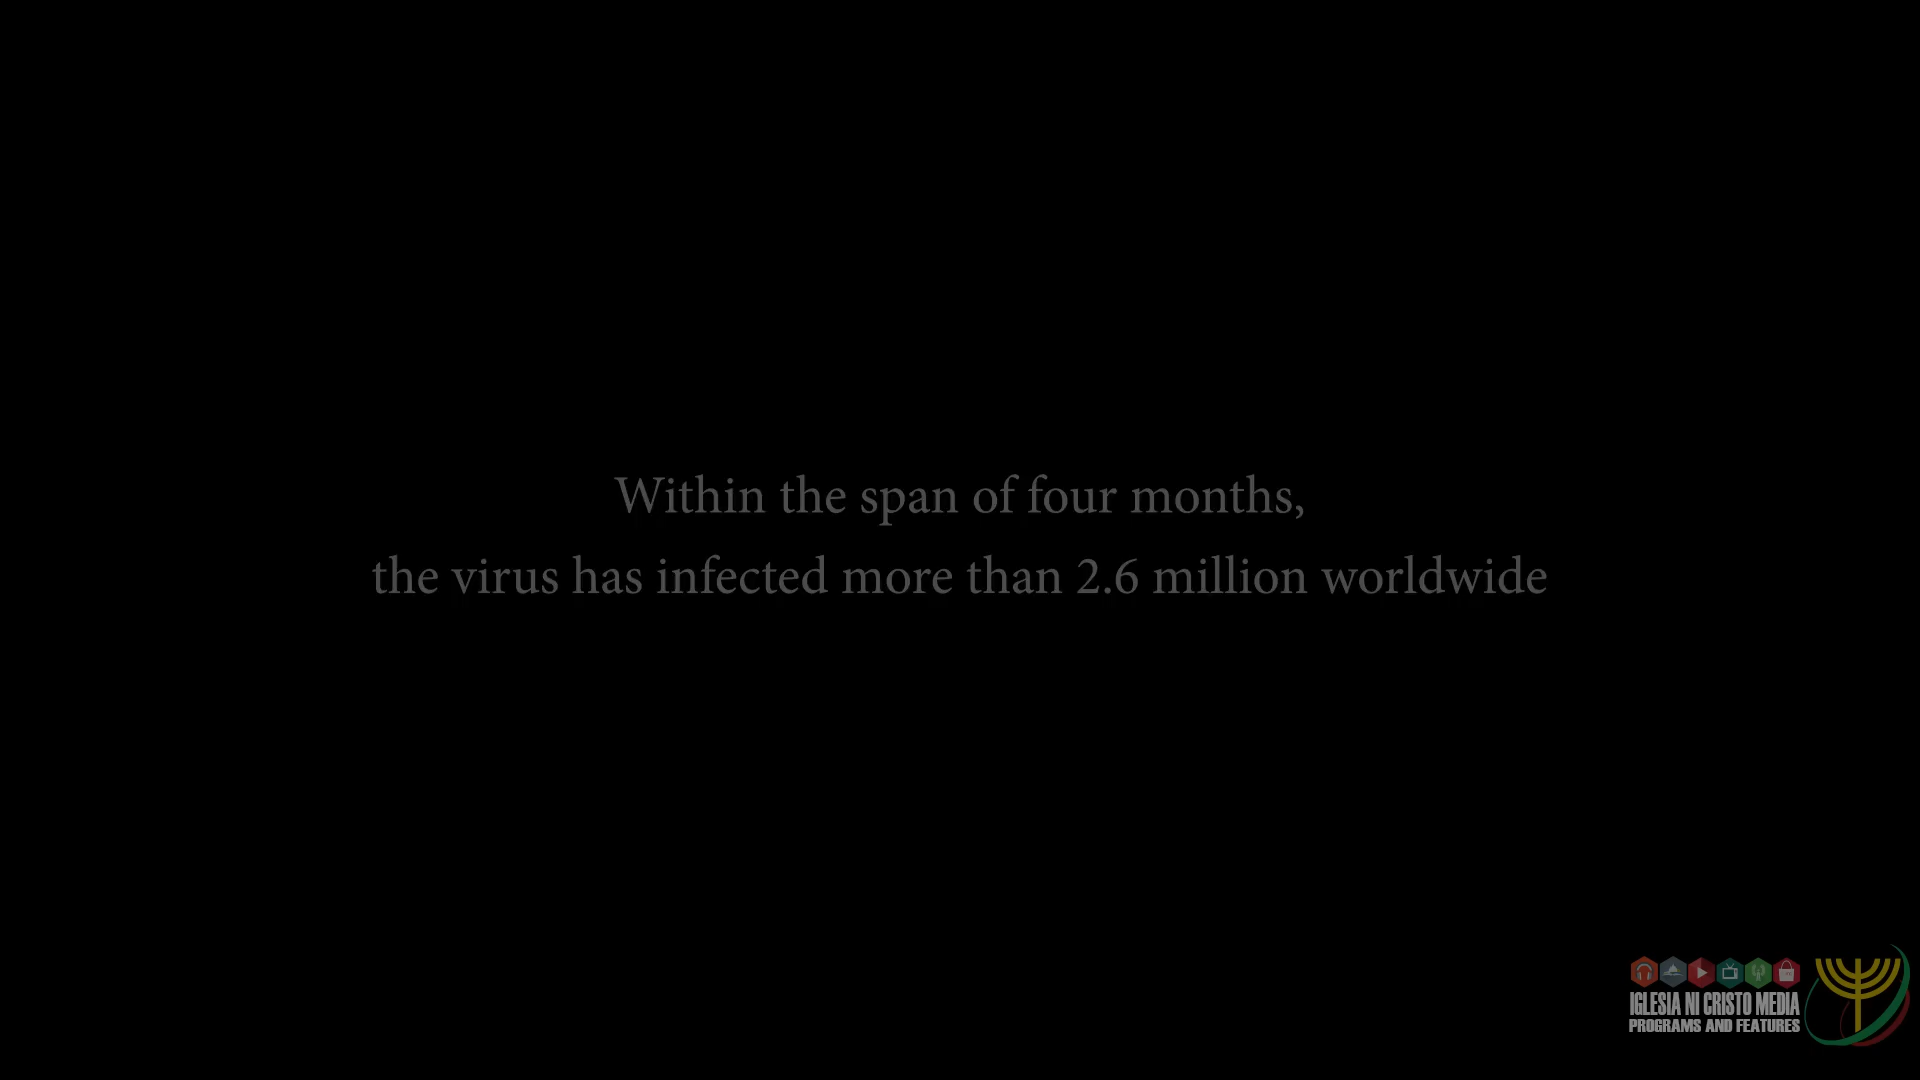 Within the span of four months,
the virus has infected more than 2.6 million worldwide
IGLESIA NI CRISTO MEDIA
PROGRAMS AND FEATURES